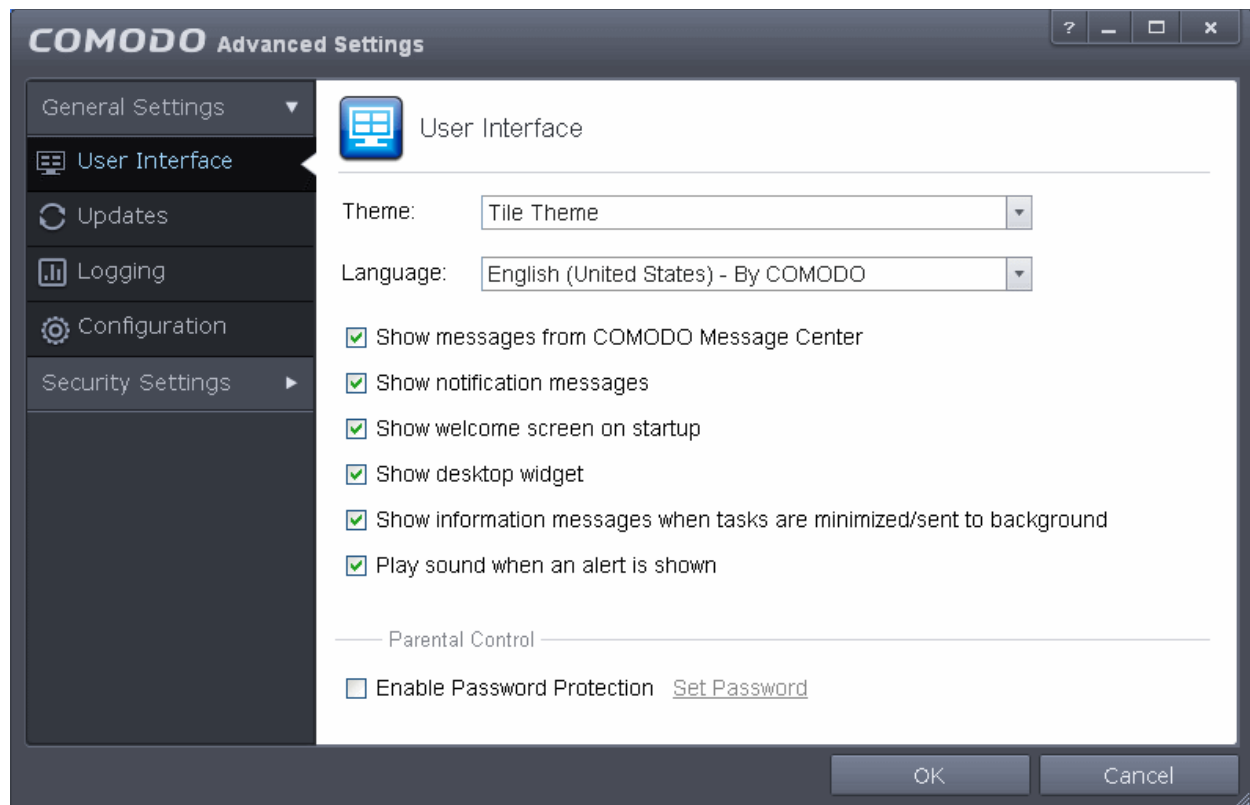 COMODO Advanced Settings
?
General Settings
User Interface
Updates
Logging
Configuration
Security Settings
User Interface
Theme: Tile Theme
Language: English (United States) - By COMODO
Show messages from COMODO Message Center
Show notification messages
Show welcome screen on startup
Show desktop widget
Show information messages when tasks are minimized/sent to background
Play sound when an alert is shown
Parental Control
Enable Password Protection Set Password
OK Cancel